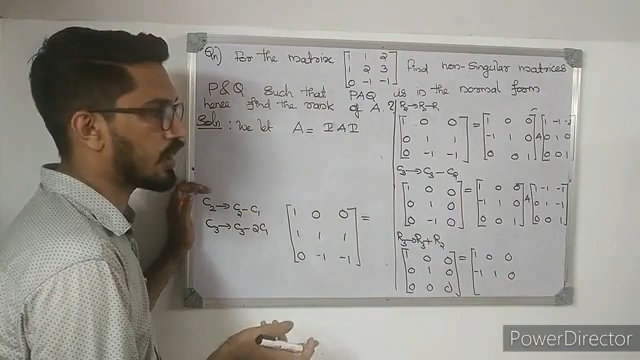 Qn) For the matrix [1 1 2 Find non-singular matrices
1 2 3
0 -1 -1]
P&Q Such that PAQ is in the normal form
hence find the rank of A.
Soln: We let A = IAI
C2→C2-C1
C3→C3-2C1
[1 0 0
1 1 1
0 -1 -1] =
R2→R2-R1
[1 0 0 = [1 0 0 A [1 -1 -2
0 1 1 -1 1 0 0 1 0
0 -1 -1] 0 0 1] 0 0 1]
C3→C3-C2
[1 0 0 = [1 0 0 A [1 -1 -1
0 1 0 -1 1 0 0 1 -1
0 -1 0] 0 0 1] 0 0 1]
R3→R3+R2
[1 0 0 = [1 0 0
0 1 0 -1 1 0
0 0 0]
PowerDirector